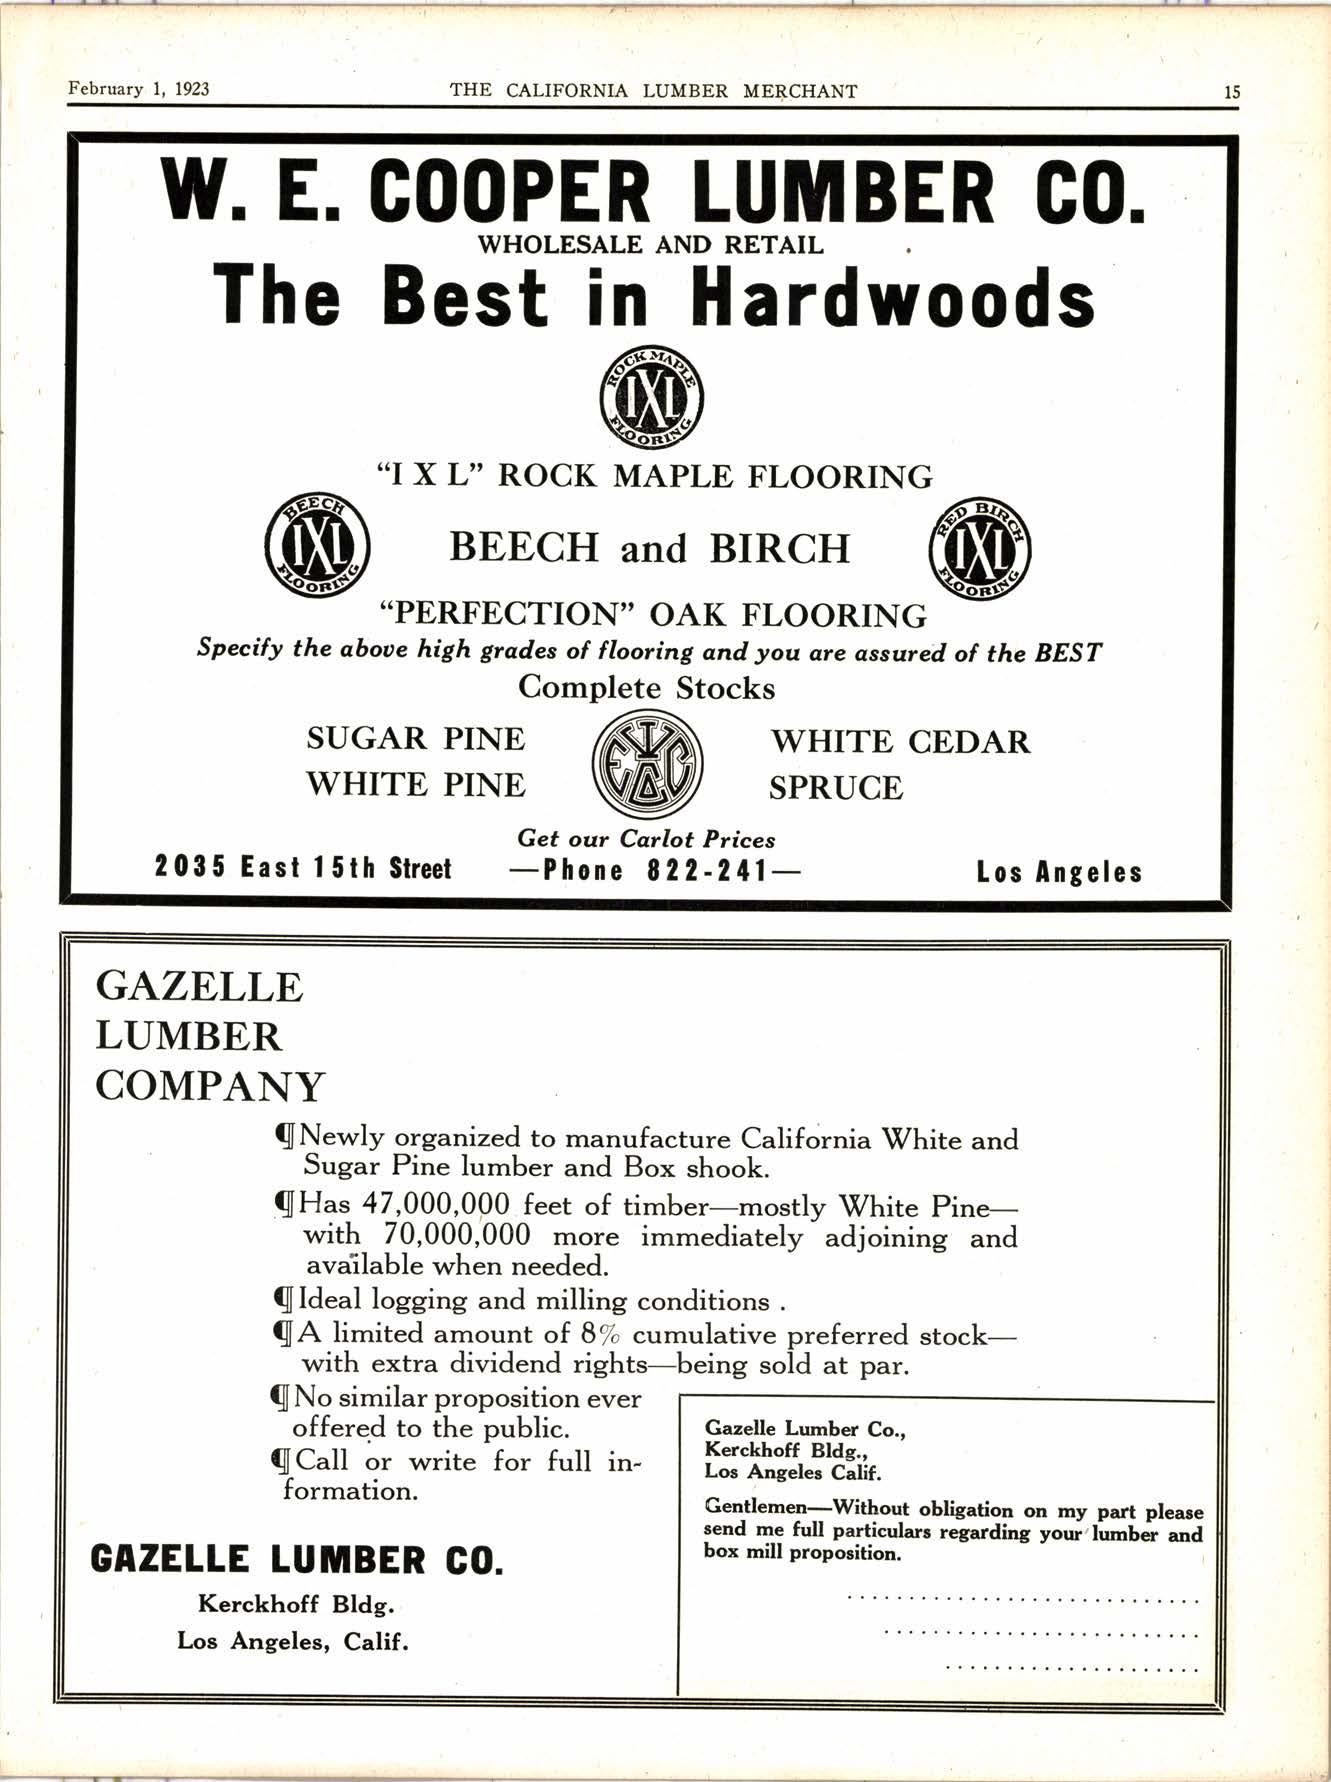 February 1, 1923 THE CALIFORNIA LUMBER MERCHANT 15
W. E. COOPER LUMBER CO.
WHOLESALE AND RETAIL
The Best in Hardwoods
ROCK MAPLE
IXL
FLOORING
“I X L” ROCK MAPLE FLOORING
BEECH
IXL
FLOORING
BEECH and BIRCH
RED BIRCH
IXL
FLOORING
“PERFECTION” OAK FLOORING
Specify the above high grades of flooring and you are assured of the BEST
Complete Stocks
SUGAR PINE WHITE CEDAR
WHITE PINE SPRUCE
Get our Carlot Prices
2035 East 15th Street —Phone 822-241— Los Angeles
GAZELLE
LUMBER
COMPANY
¶Newly organized to manufacture California White and
Sugar Pine lumber and Box shook.
¶Has 47,000,000 feet of timber—mostly White Pine—
with 70,000,000 more immediately adjoining and
available when needed.
¶Ideal logging and milling conditions .
¶A limited amount of 8% cumulative preferred stock—
with extra dividend rights—being sold at par.
¶No similar proposition ever
offered to the public.
¶Call or write for full in-
formation.
GAZELLE LUMBER CO.
Kerckhoff Bldg.
Los Angeles, Calif.
Gazelle Lumber Co.,
Kerckhoff Bldg.,
Los Angeles Calif.
Gentlemen—Without obligation on my part please
send me full particulars regarding your lumber and
box mill proposition.